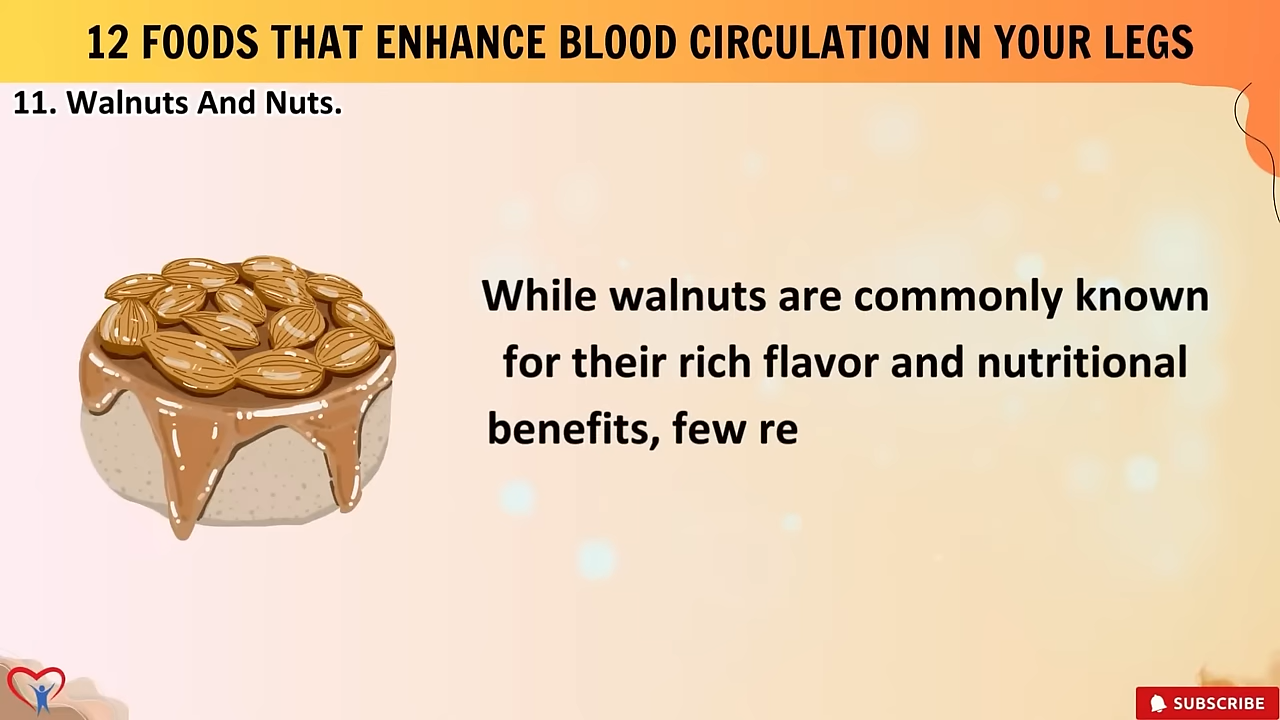 12 FOODS THAT ENHANCE BLOOD CIRCULATION IN YOUR LEGS
11. Walnuts And Nuts.
While walnuts are commonly known
for their rich flavor and nutritional
benefits, few re
SUBSCRIBE